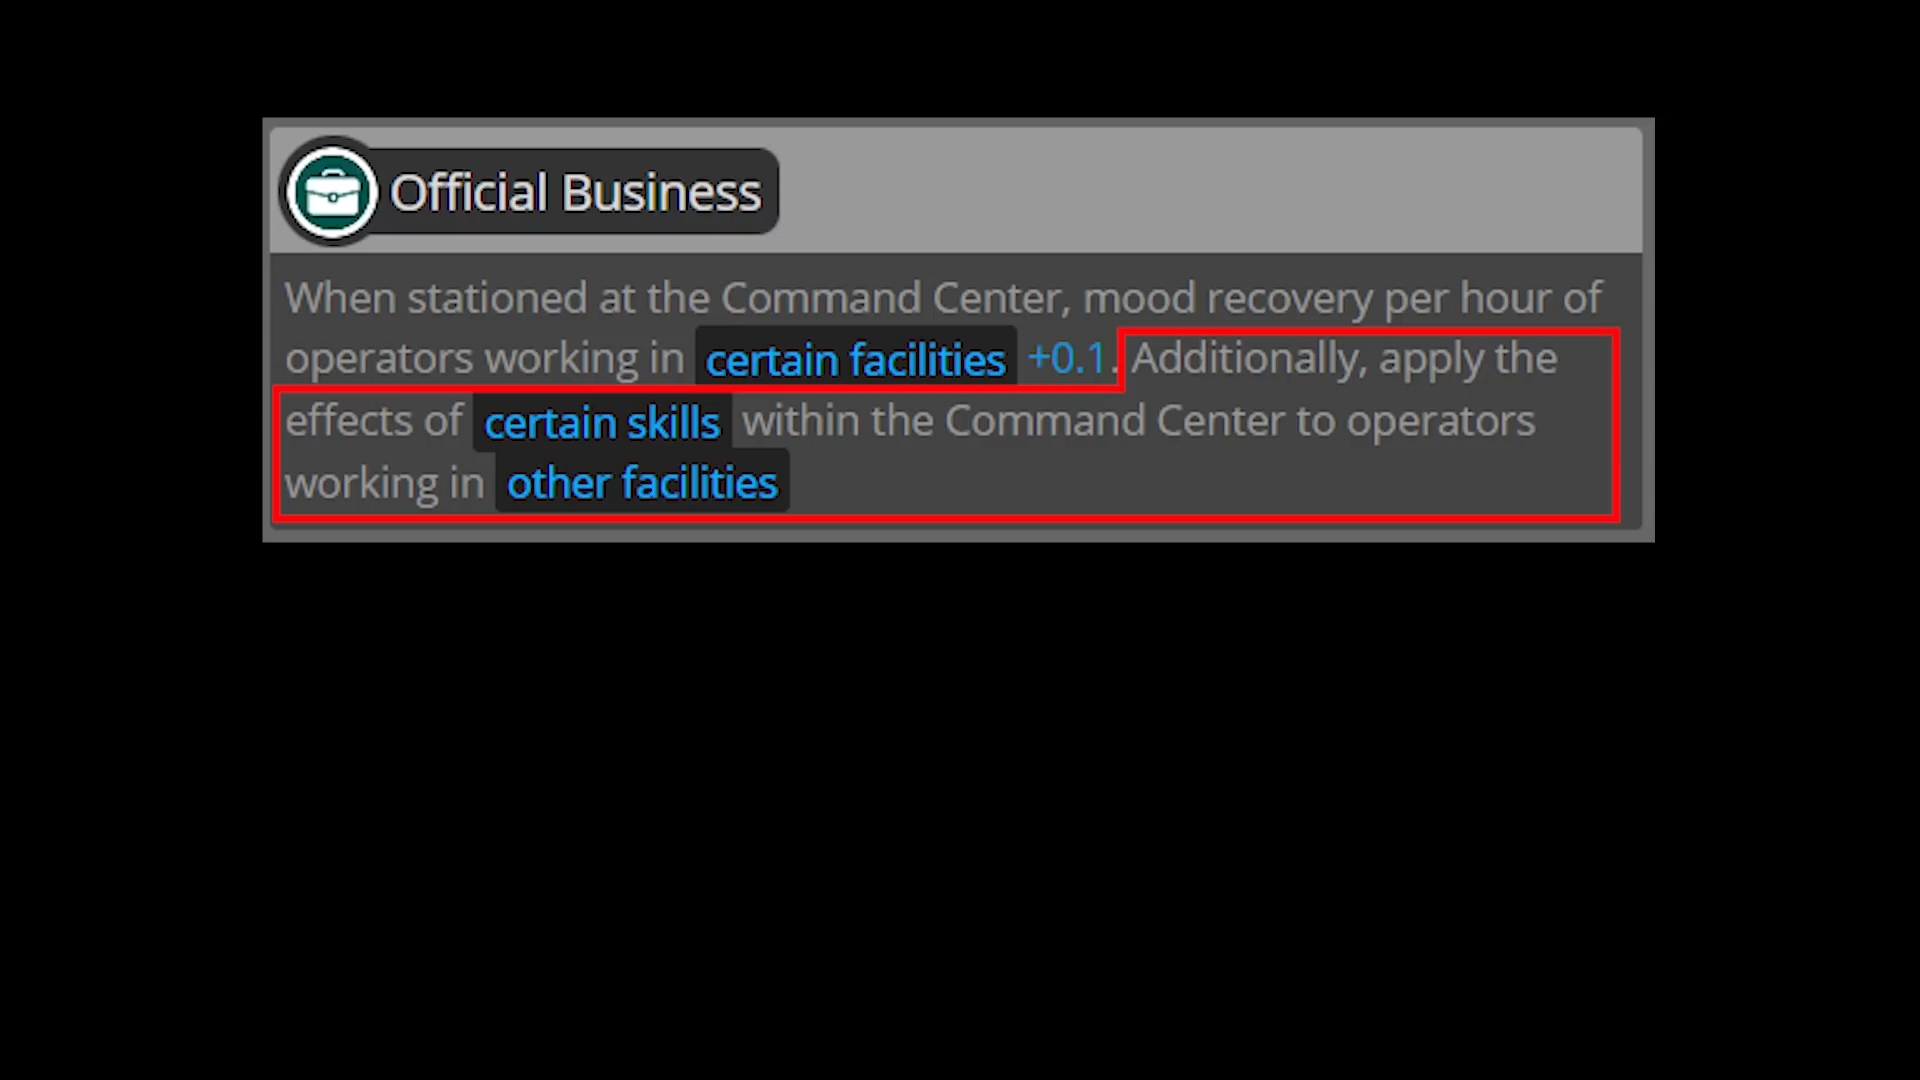 Official Business
When stationed at the Command Center, mood recovery per hour of
operators working in certain facilities +0.1. Additionally, apply the
effects of certain skills within the Command Center to operators
working in other facilities